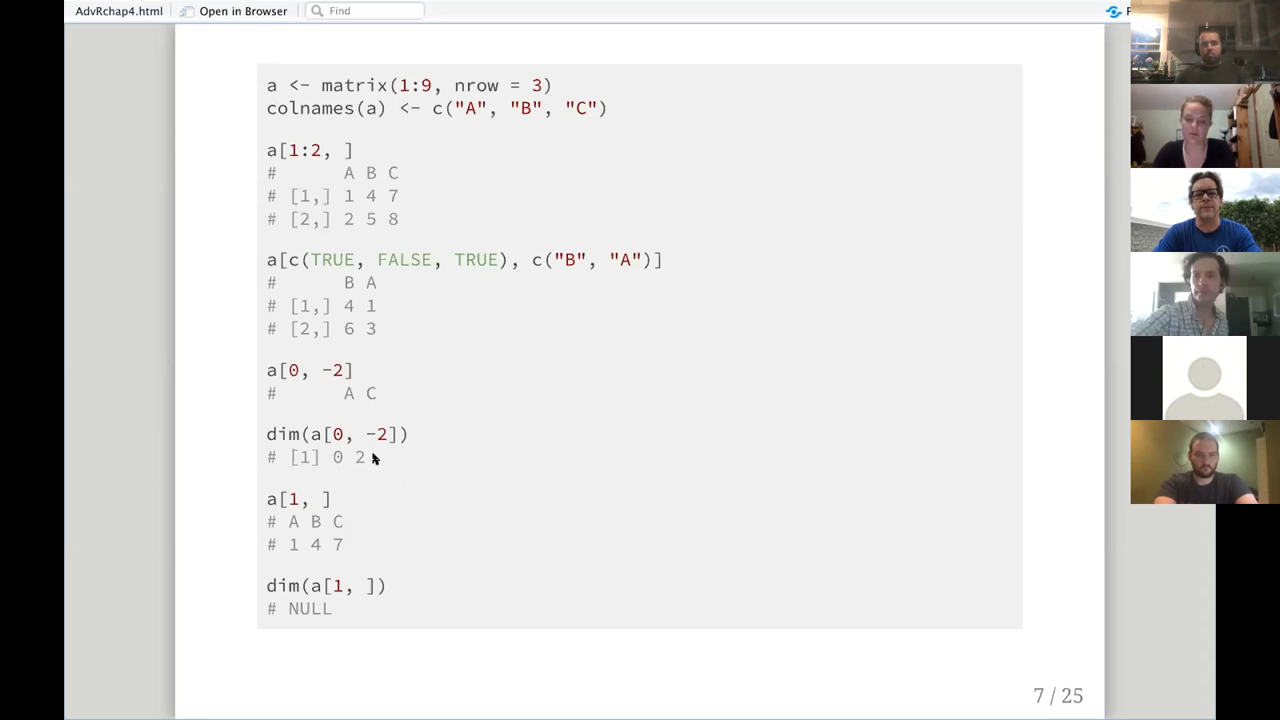 AdvRchap4.html Open in Browser Find
a <- matrix(1:9, nrow = 3)
colnames(a) <- c("A", "B", "C")
a[1:2, ]
#      A B C
# [1,] 1 4 7
# [2,] 2 5 8
a[c(TRUE, FALSE, TRUE), c("B", "A")]
#      B A
# [1,] 4 1
# [2,] 6 3
a[0, -2]
#      A C
dim(a[0, -2])
# [1] 0 2
a[1, ]
# A B C
# 1 4 7
dim(a[1, ])
# NULL
7 / 25